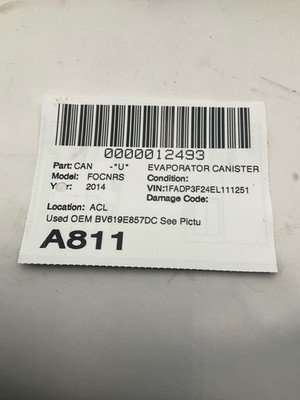 0000012493
Part: CAN -*U* EVAPORATOR CANISTER
Model: FOCNRS Condition:
Year: 2014 VIN:1FADP3F24EL111251
Damage Code:
Location: ACL
Used OEM BV619E857DC See Pictu
A811